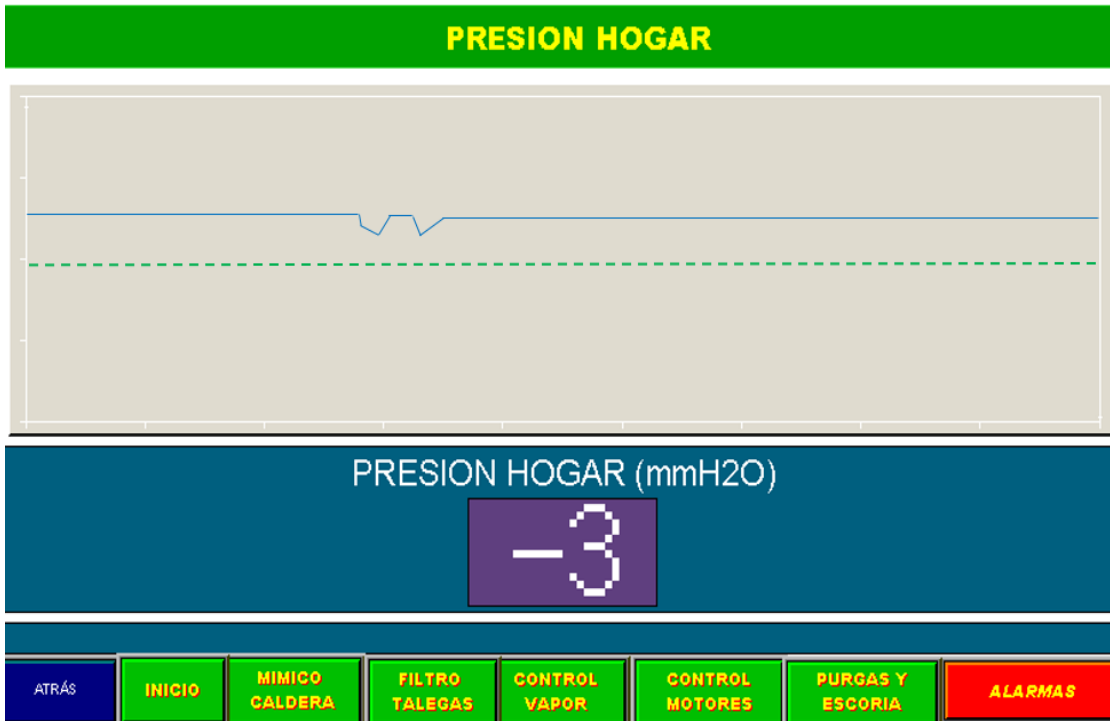 PRESION HOGAR
PRESION HOGAR (mmH2O)
-3
ATRÁS
INICIO
MIMICO
CALDERA
FILTRO
TALEGAS
CONTROL
VAPOR
CONTROL
MOTORES
PURGAS Y
ESCORIA
ALARMAS